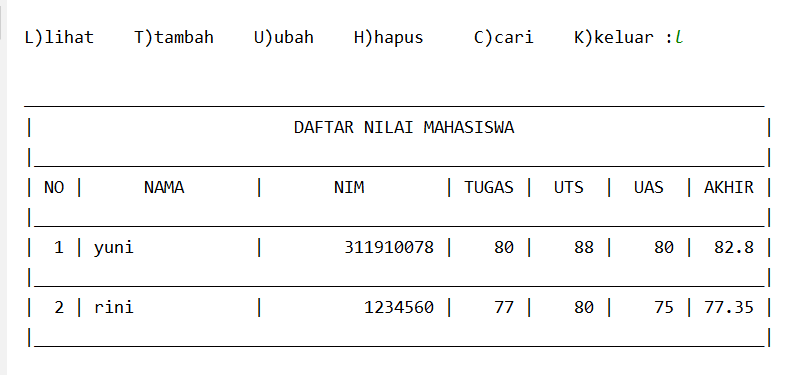 L)lihat    T)tambah    U)ubah    H)hapus     C)cari    K)keluar :l
DAFTAR NILAI MAHASISWA
| NO |      NAMA       |       NIM        | TUGAS |  UTS  |  UAS  | AKHIR |
|  1 | yuni            |        311910078 |    80 |    88 |    80 |  82.8 |
|  2 | rini            |          1234560 |    77 |    80 |    75 | 77.35 |